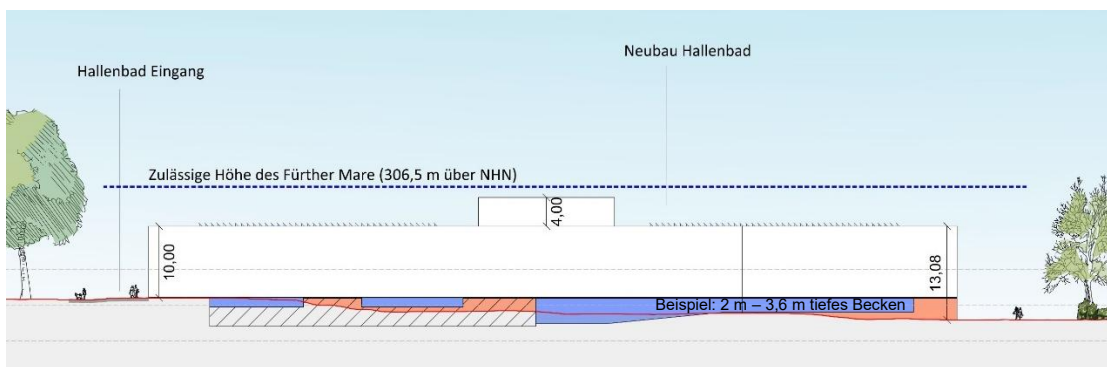 Neubau Hallenbad
Hallenbad Eingang
Zulässige Höhe des Fürther Mare (306,5 m über NHN)
4,00
10,00
13,08
Beispiel: 2 m – 3,6 m tiefes Becken